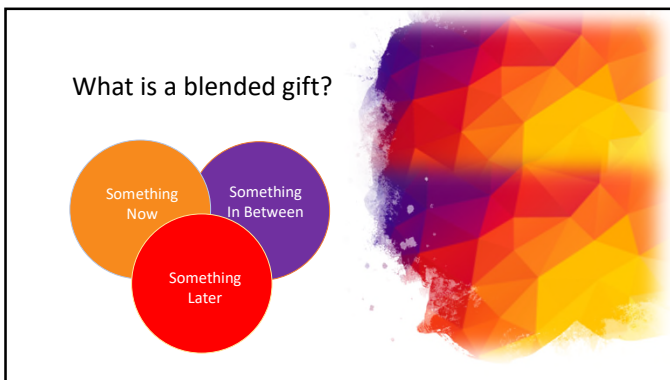 What is a blended gift?
Something
Now
Something
In Between
Something
Later